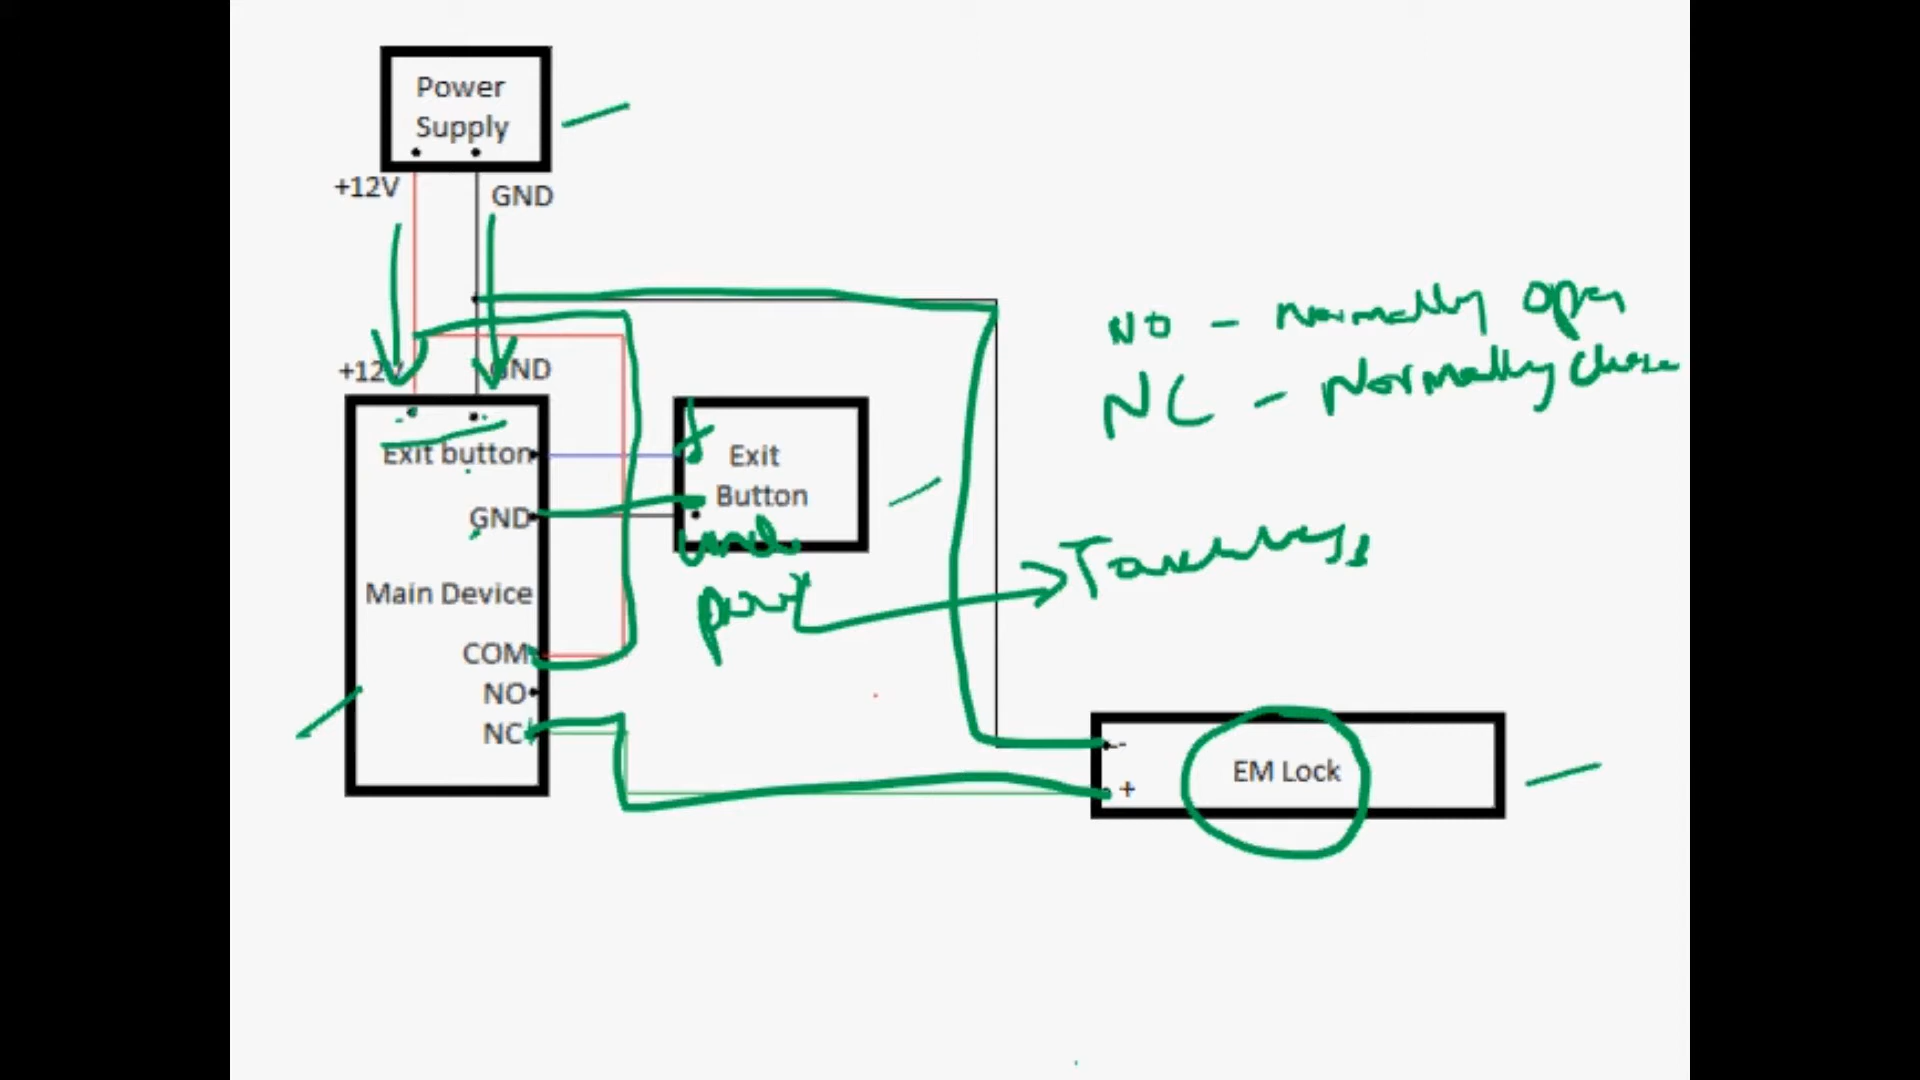 Power
Supply
+12V
GND
+12V
GND
NO - Normally open
NC - Normally close
Exit button
Exit
Button
GND
Touchless
Main Device
COM
NO
NC
-
EM Lock
+